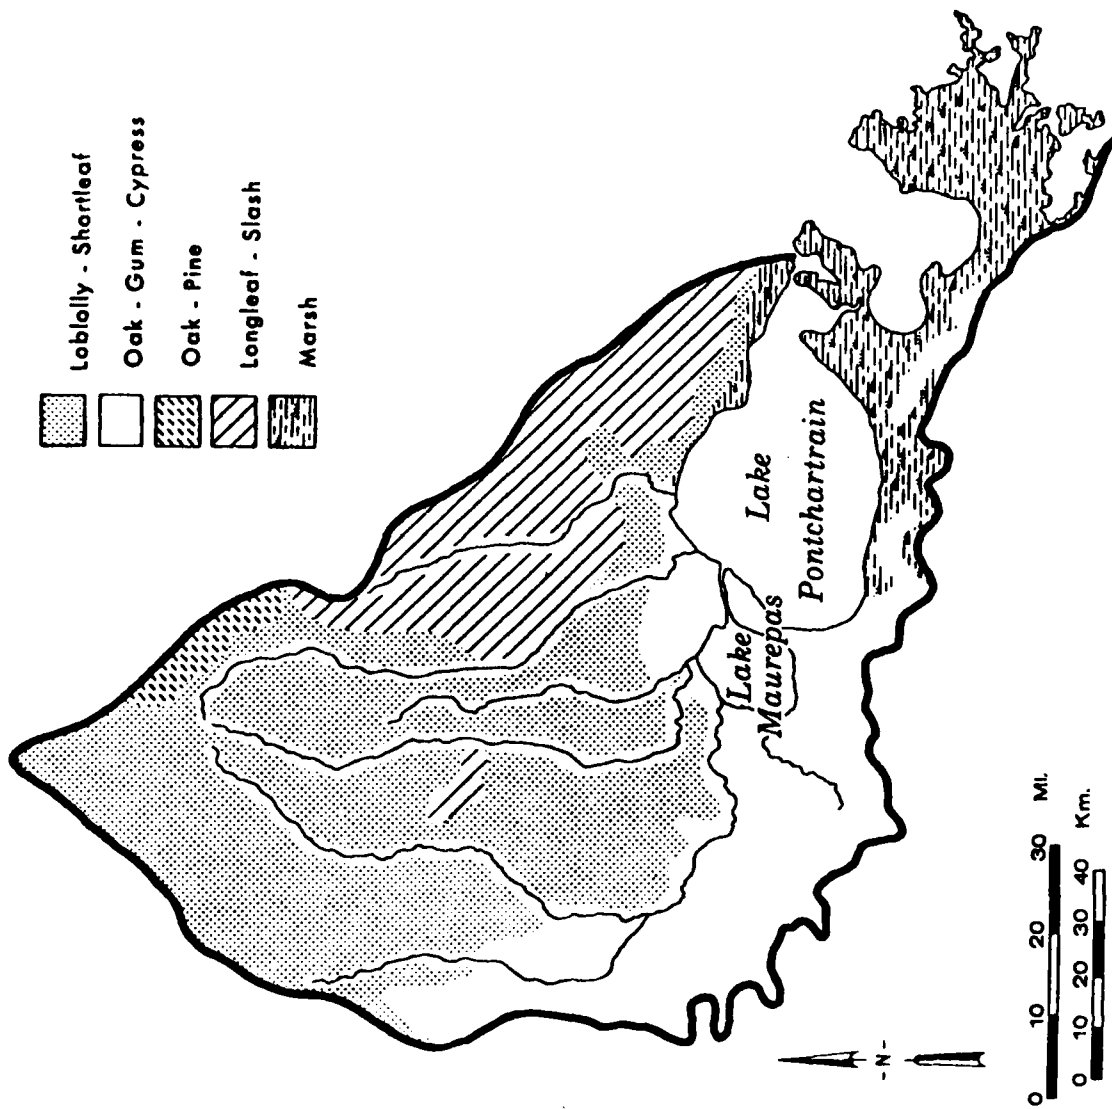 Loblolly - Shortleaf
Oak - Gum - Cypress
Oak - Pine
Longleaf - Slash
Marsh
Lake
Pontchartrain
Lake
Maurepas
- N -
0 10 20 30 MI.
0 10 20 30 40 Km.